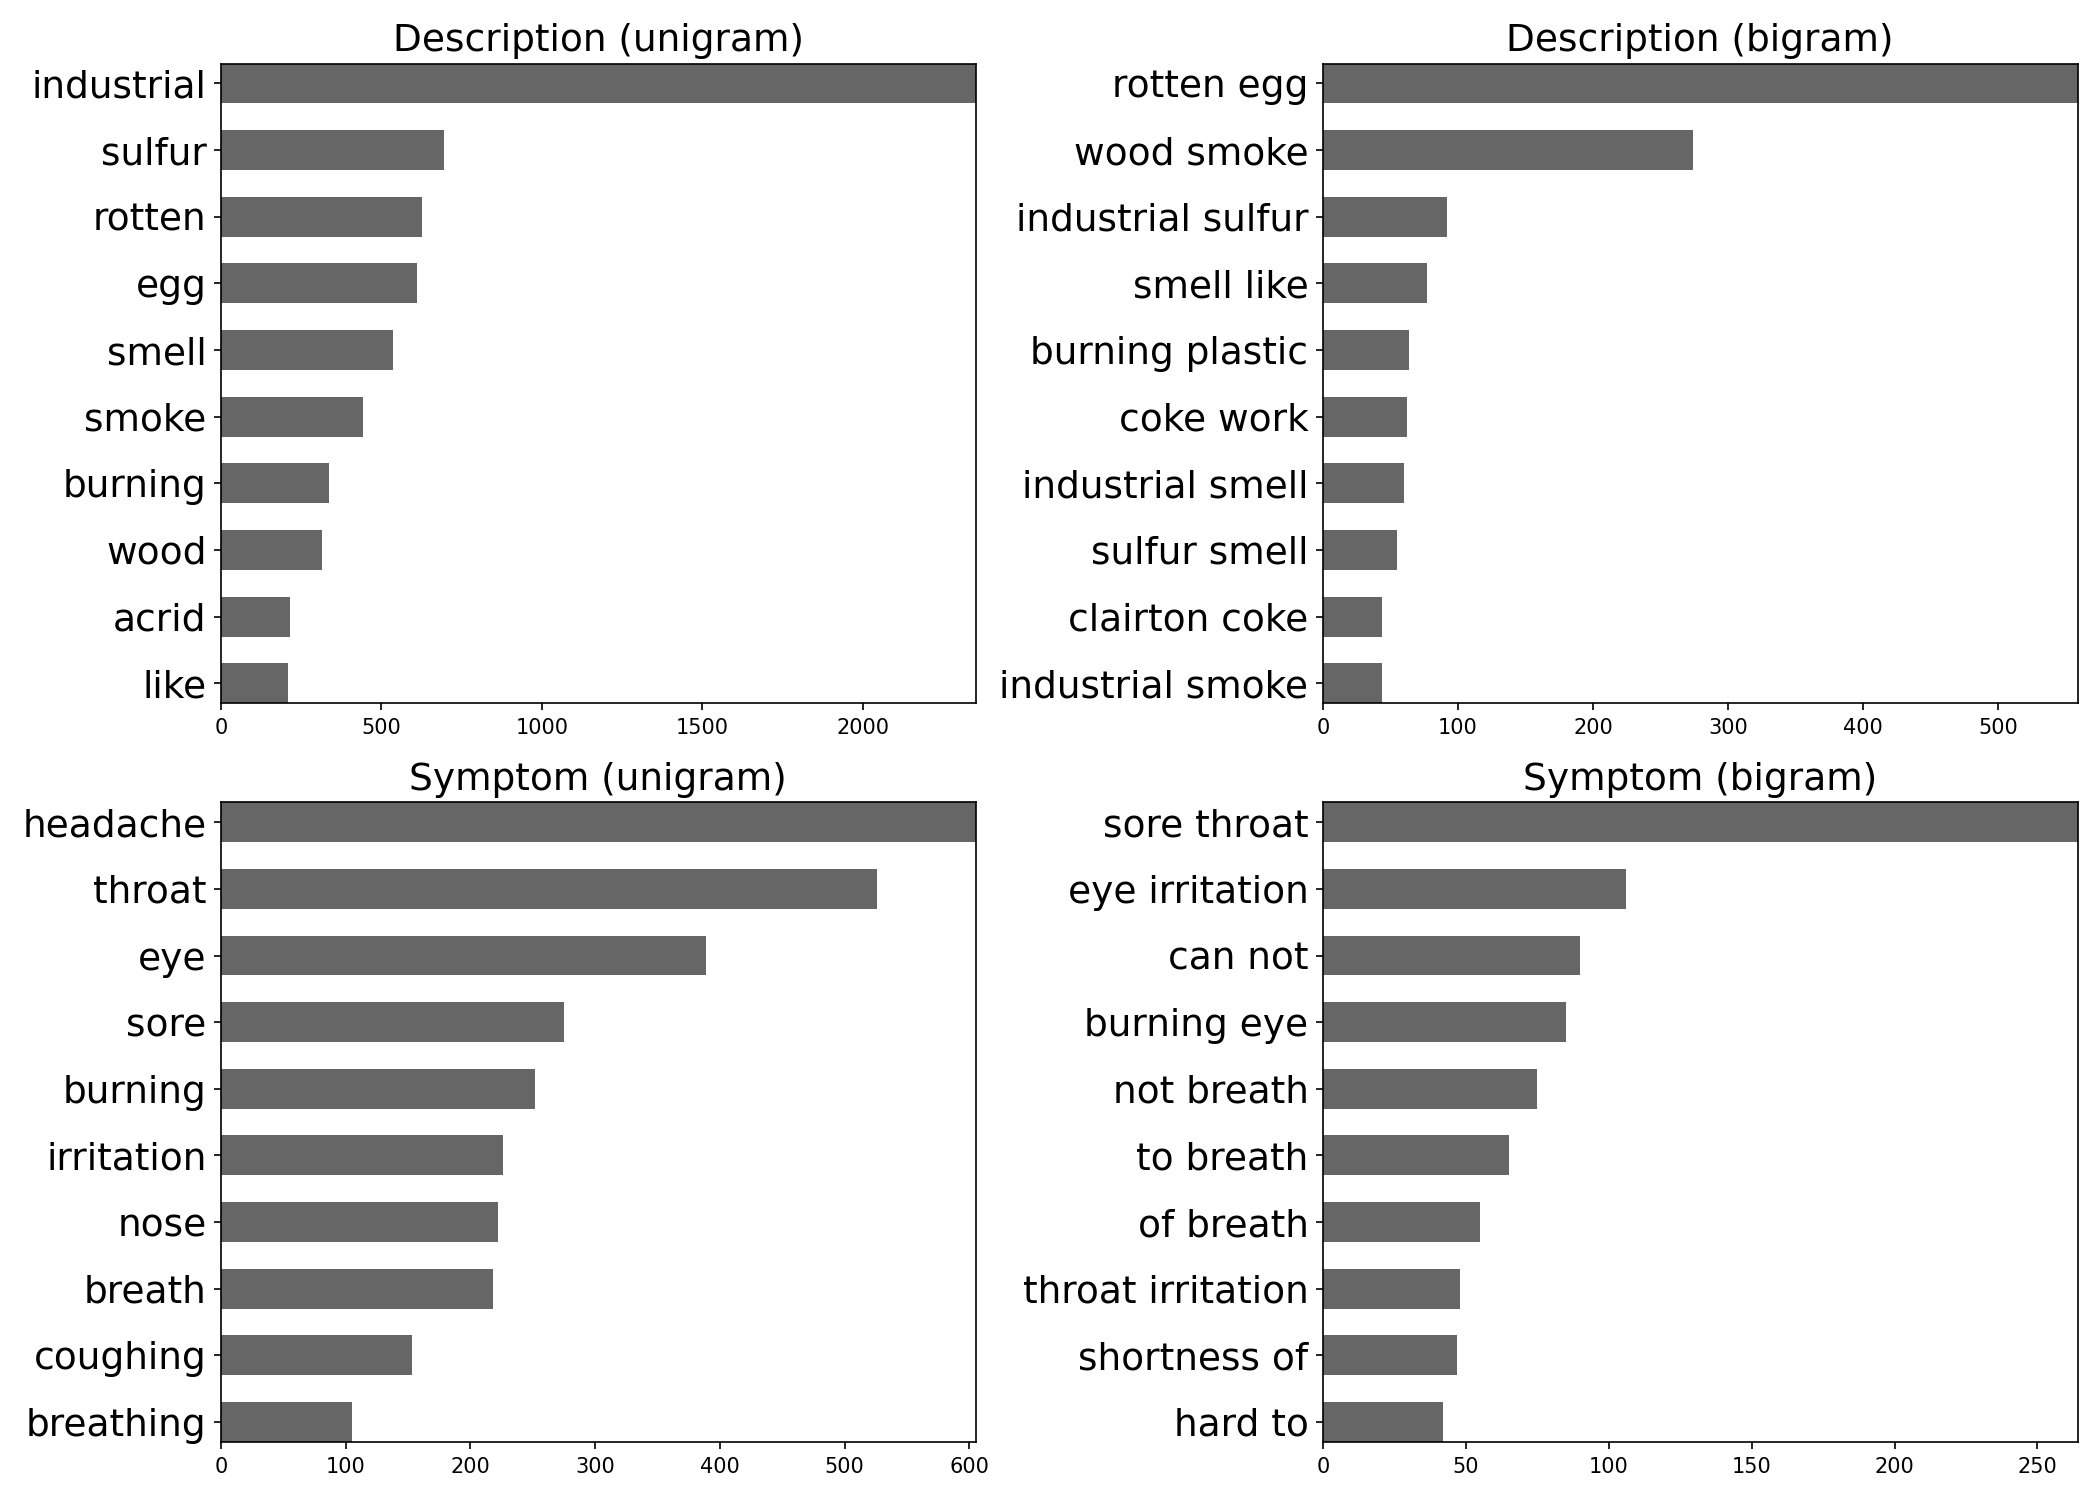 Description (unigram)
industrial
sulfur
rotten
egg
smell
smoke
burning
wood
acrid
like
0 500 1000 1500 2000
Description (bigram)
rotten egg
wood smoke
industrial sulfur
smell like
burning plastic
coke work
industrial smell
sulfur smell
clairton coke
industrial smoke
0 100 200 300 400 500
Symptom (unigram)
headache
throat
eye
sore
burning
irritation
nose
breath
coughing
breathing
0 100 200 300 400 500 600
Symptom (bigram)
sore throat
eye irritation
can not
burning eye
not breath
to breath
of breath
throat irritation
shortness of
hard to
0 50 100 150 200 250